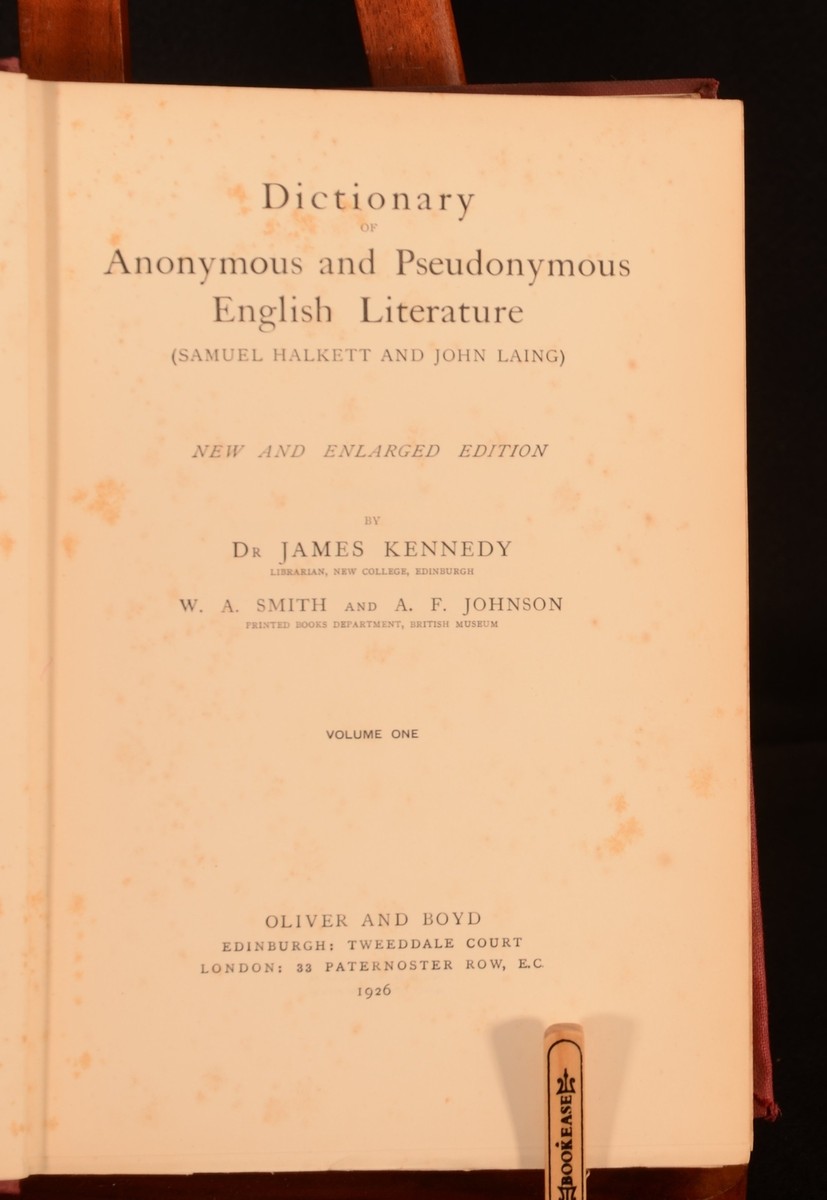 Dictionary
OF
Anonymous and Pseudonymous
English Literature
(SAMUEL HALKETT AND JOHN LAING)
NEW AND ENLARGED EDITION
BY
DR JAMES KENNEDY
LIBRARIAN, NEW COLLEGE, EDINBURGH
W. A. SMITH AND A. F. JOHNSON
PRINTED BOOKS DEPARTMENT, BRITISH MUSEUM
VOLUME ONE
OLIVER AND BOYD
EDINBURGH: TWEEDDALE COURT
LONDON: 33 PATERNOSTER ROW, E.C.
1926
BOOKEASE